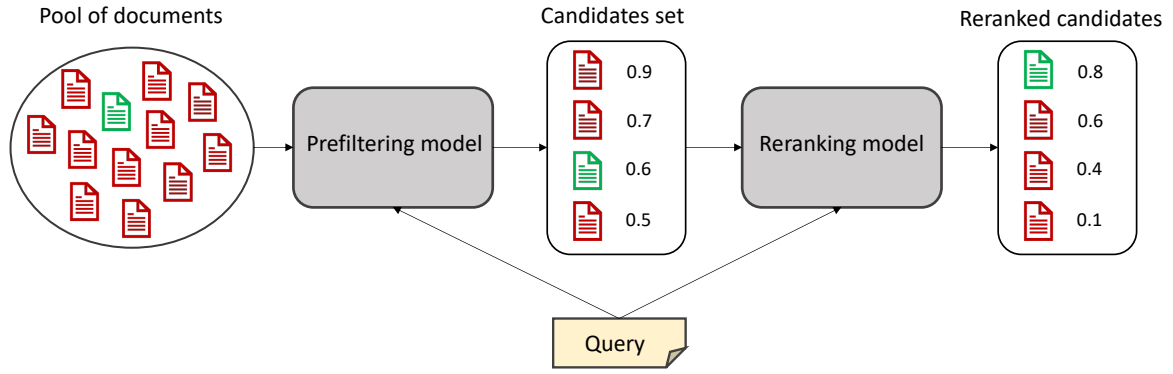 Pool of documents
Candidates set
Reranked candidates
Prefiltering model
0.9
0.7
0.6
0.5
Reranking model
0.8
0.6
0.4
0.1
Query